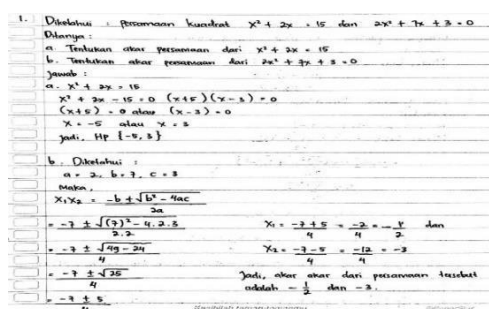 1. Diketahui : Persamaan kuadrat x² + 2x = 15 dan 2x² + 7x + 3 = 0
Ditanya :
a. Tentukan akar persamaan dari x² + 2x = 15
b. Tentukan akar persamaan dari 2x² + 7x + 3 = 0
Jawab :
a. x² + 2x = 15
x² + 2x - 15 = 0 (x+5)(x-3) = 0
(x+5) = 0 atau (x-3) = 0
x = -5 atau x = 3
Jadi, HP {-5, 3}
b. Diketahui :
a = 2, b = 7, c = 3
Maka,
x₁x₂ = -b ± √b² - 4ac / 2a
= -7 ± √(7)² - 4.2.3 / 2.2
= -7 ± √49 - 24 / 4
= -7 ± √25 / 4
= -7 ± 5 / 4
x₁ = -7 + 5 / 4 = -2 / 4 = - 1 / 2 dan
x₂ = -7 - 5 / 4 = -12 / 4 = -3
Jadi, akar akar dari persamaan tersebut
adalah - 1/2 dan -3.